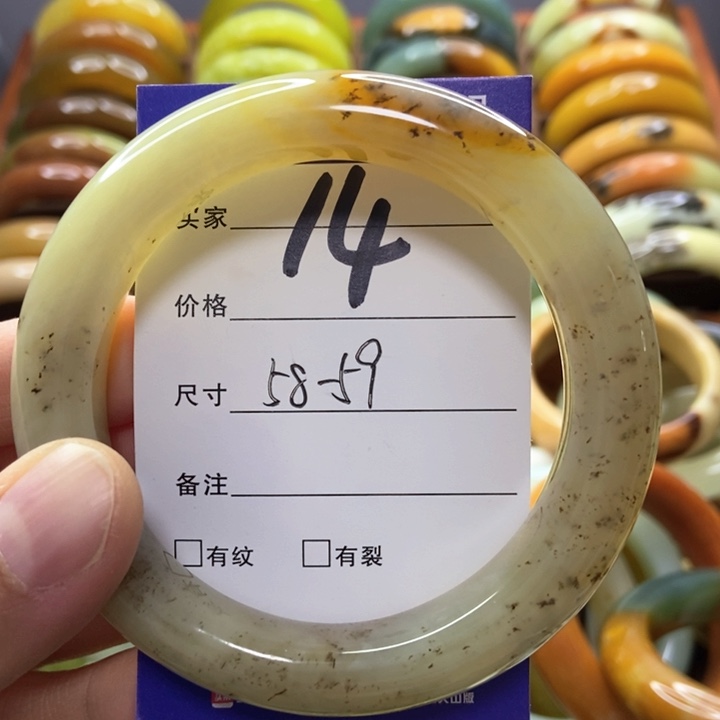 14
买家
价格
尺寸 58-59
备注
□有纹 □有裂